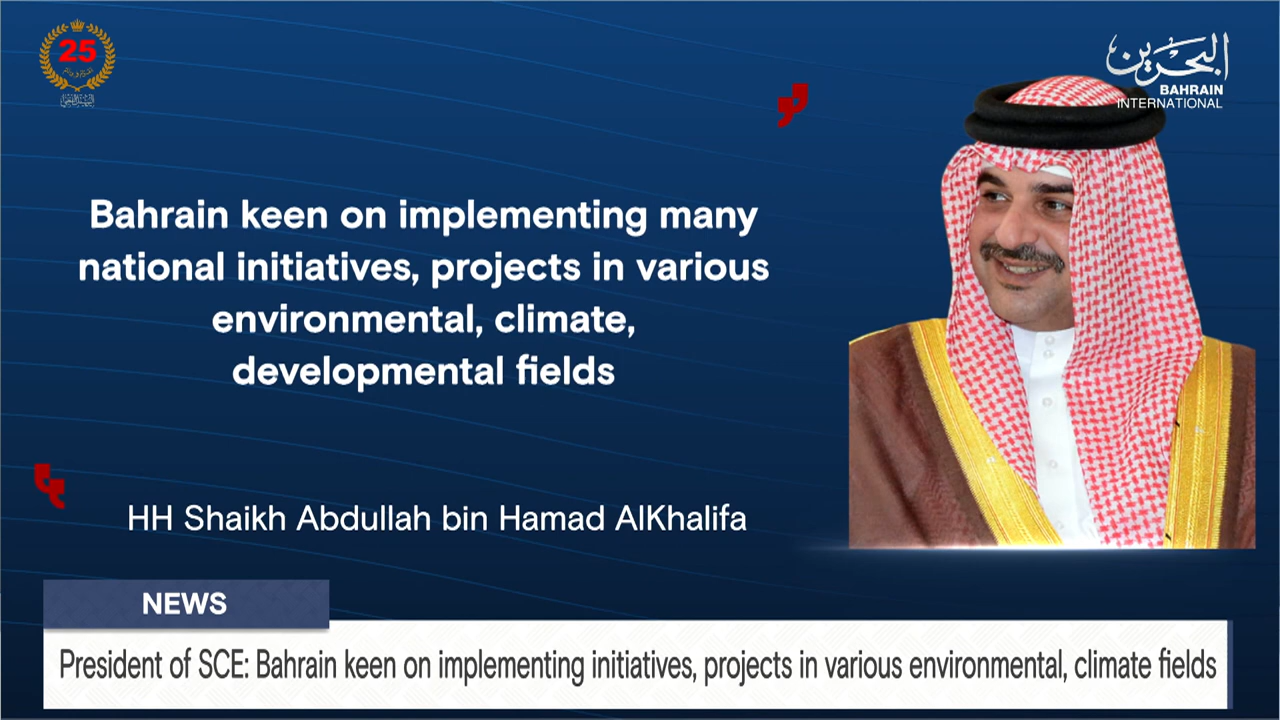 25
البحرين
BAHRAIN
INTERNATIONAL
Bahrain keen on implementing many
national initiatives, projects in various
environmental, climate,
developmental fields
HH Shaikh Abdullah bin Hamad AlKhalifa
NEWS
President of SCE: Bahrain keen on implementing initiatives, projects in various environmental, climate fields